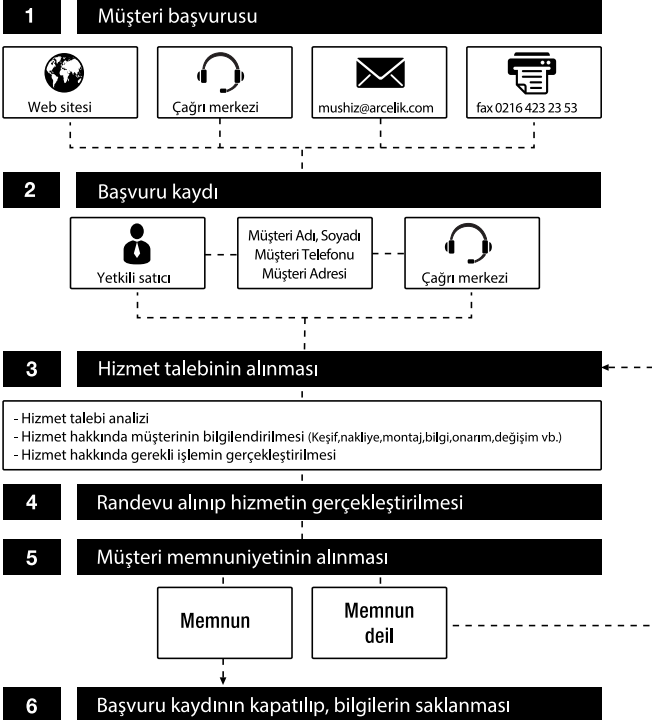 1 Müşteri başvurusu
Web sitesi
Çağrı merkezi
mushiz@arcelik.com
fax 0216 423 23 53
2 Başvuru kaydı
Yetkili satıcı
Müşteri Adı, Soyadı
Müşteri Telefonu
Müşteri Adresi
Çağrı merkezi
3 Hizmet talebinin alınması
- Hizmet talebi analizi
- Hizmet hakkında müşterinin bilgilendirilmesi (Keşif,nakliye,montaj,bilgi,onarım,değişim vb.)
- Hizmet hakkında gerekli işlemin gerçekleştirilmesi
4 Randevu alınıp hizmetin gerçekleştirilmesi
5 Müşteri memnuniyetinin alınması
Memnun
Memnun
deil
6 Başvuru kaydının kapatılıp, bilgilerin saklanması